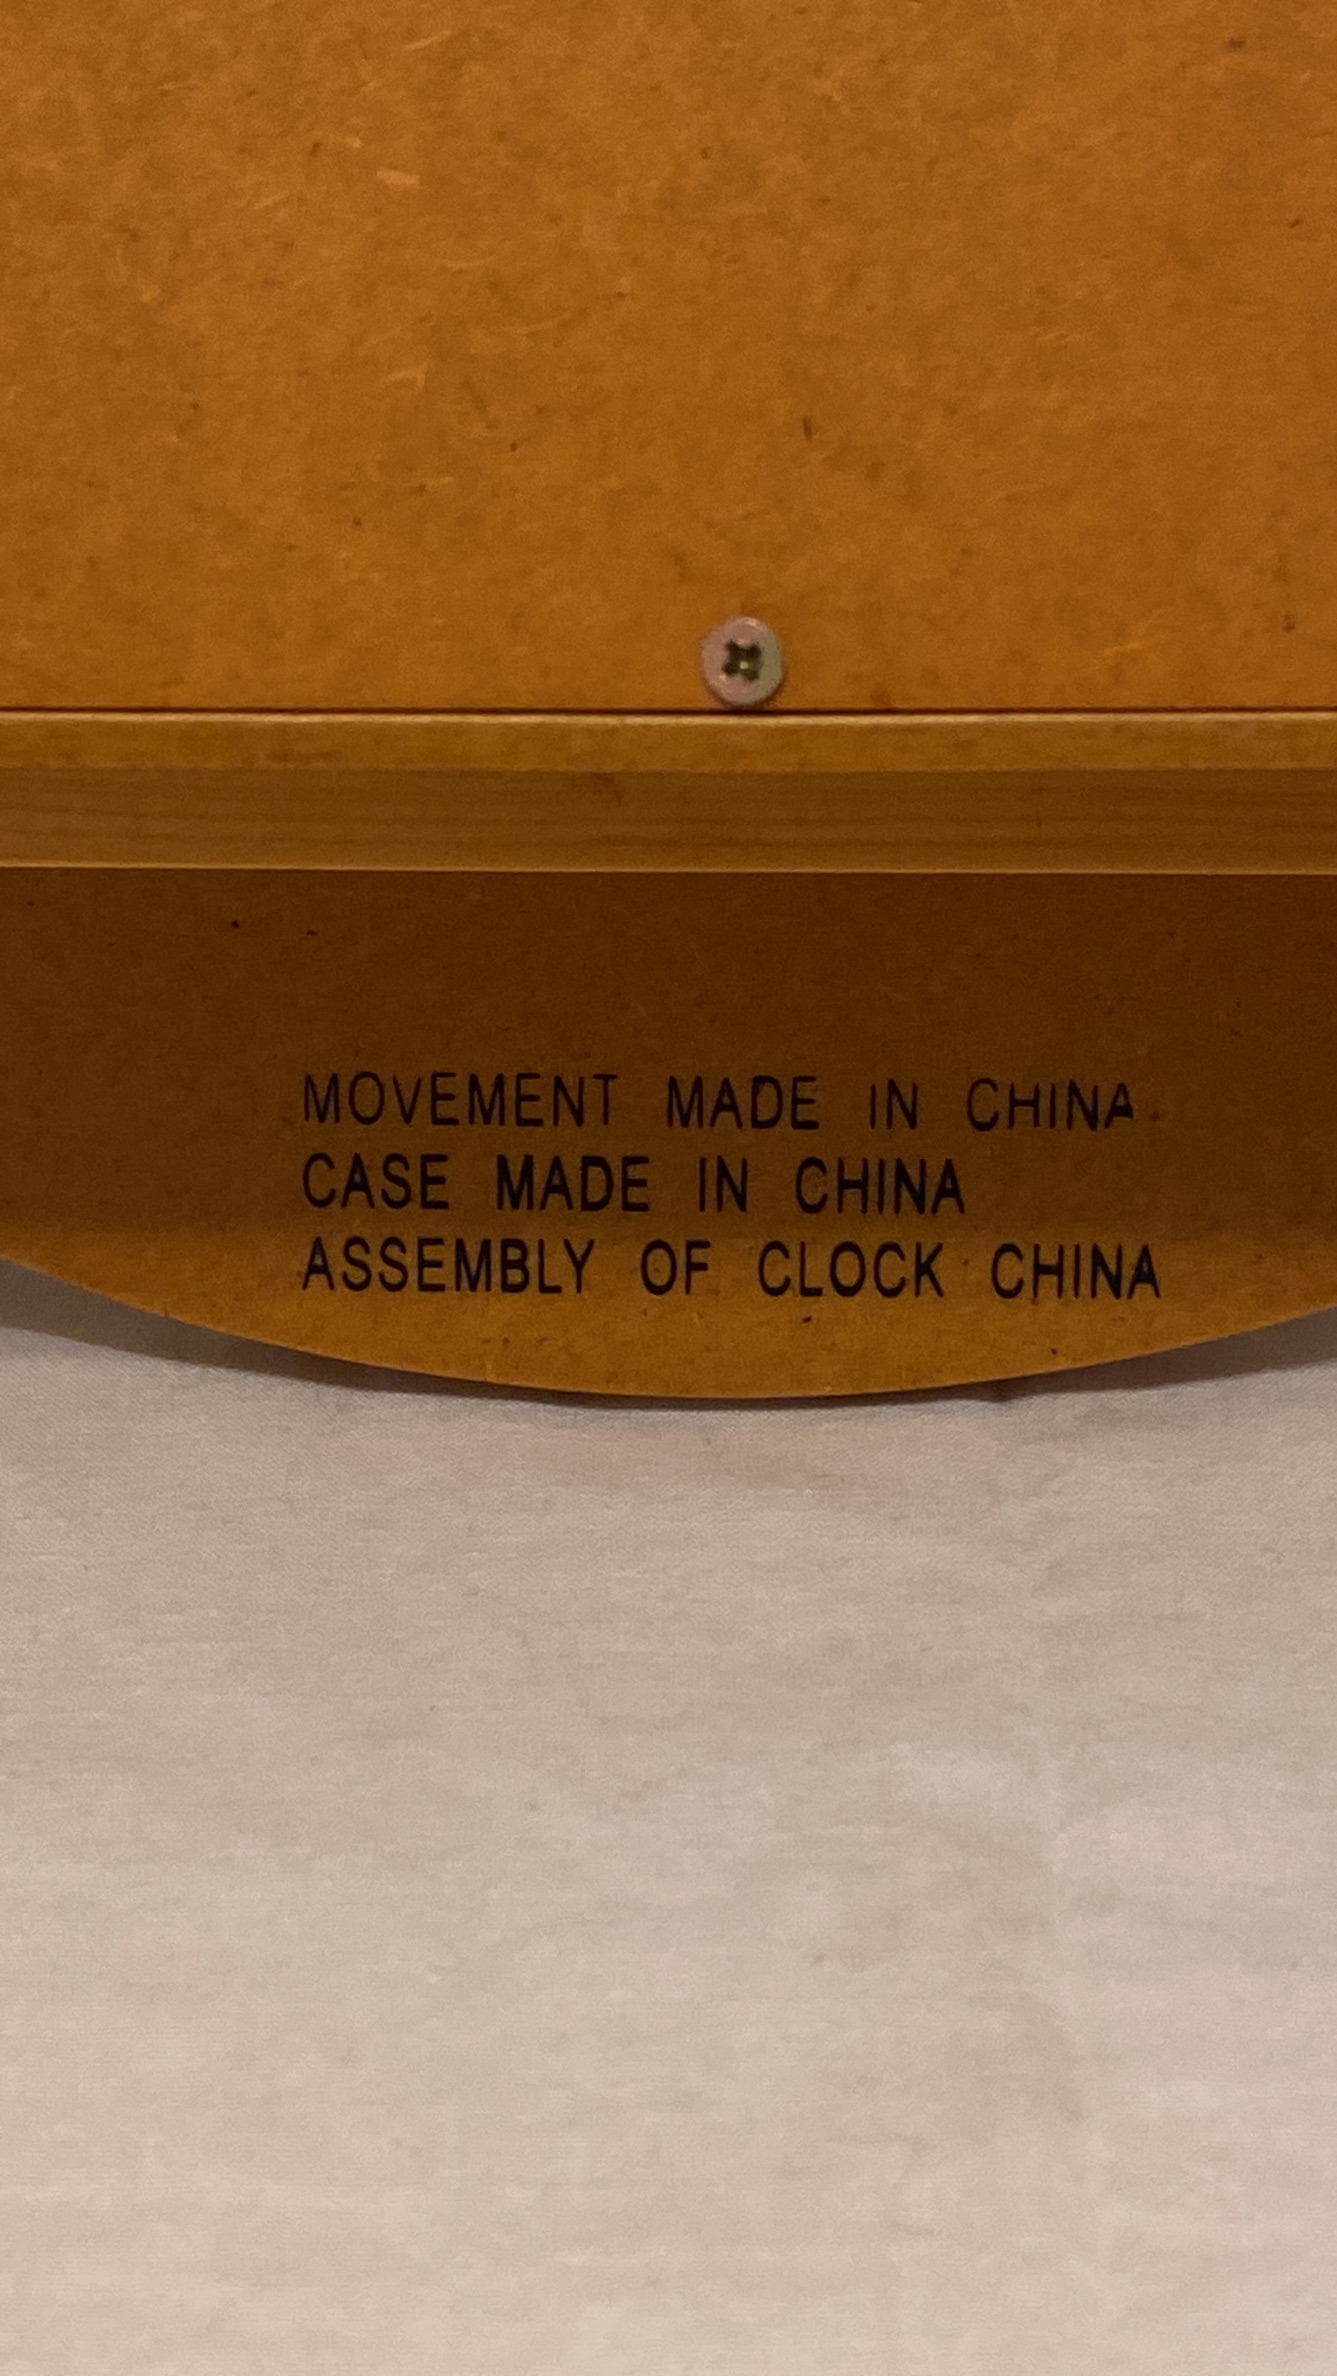 MOVEMENT MADE IN CHINA
CASE MADE IN CHINA
ASSEMBLY OF CLOCK CHINA